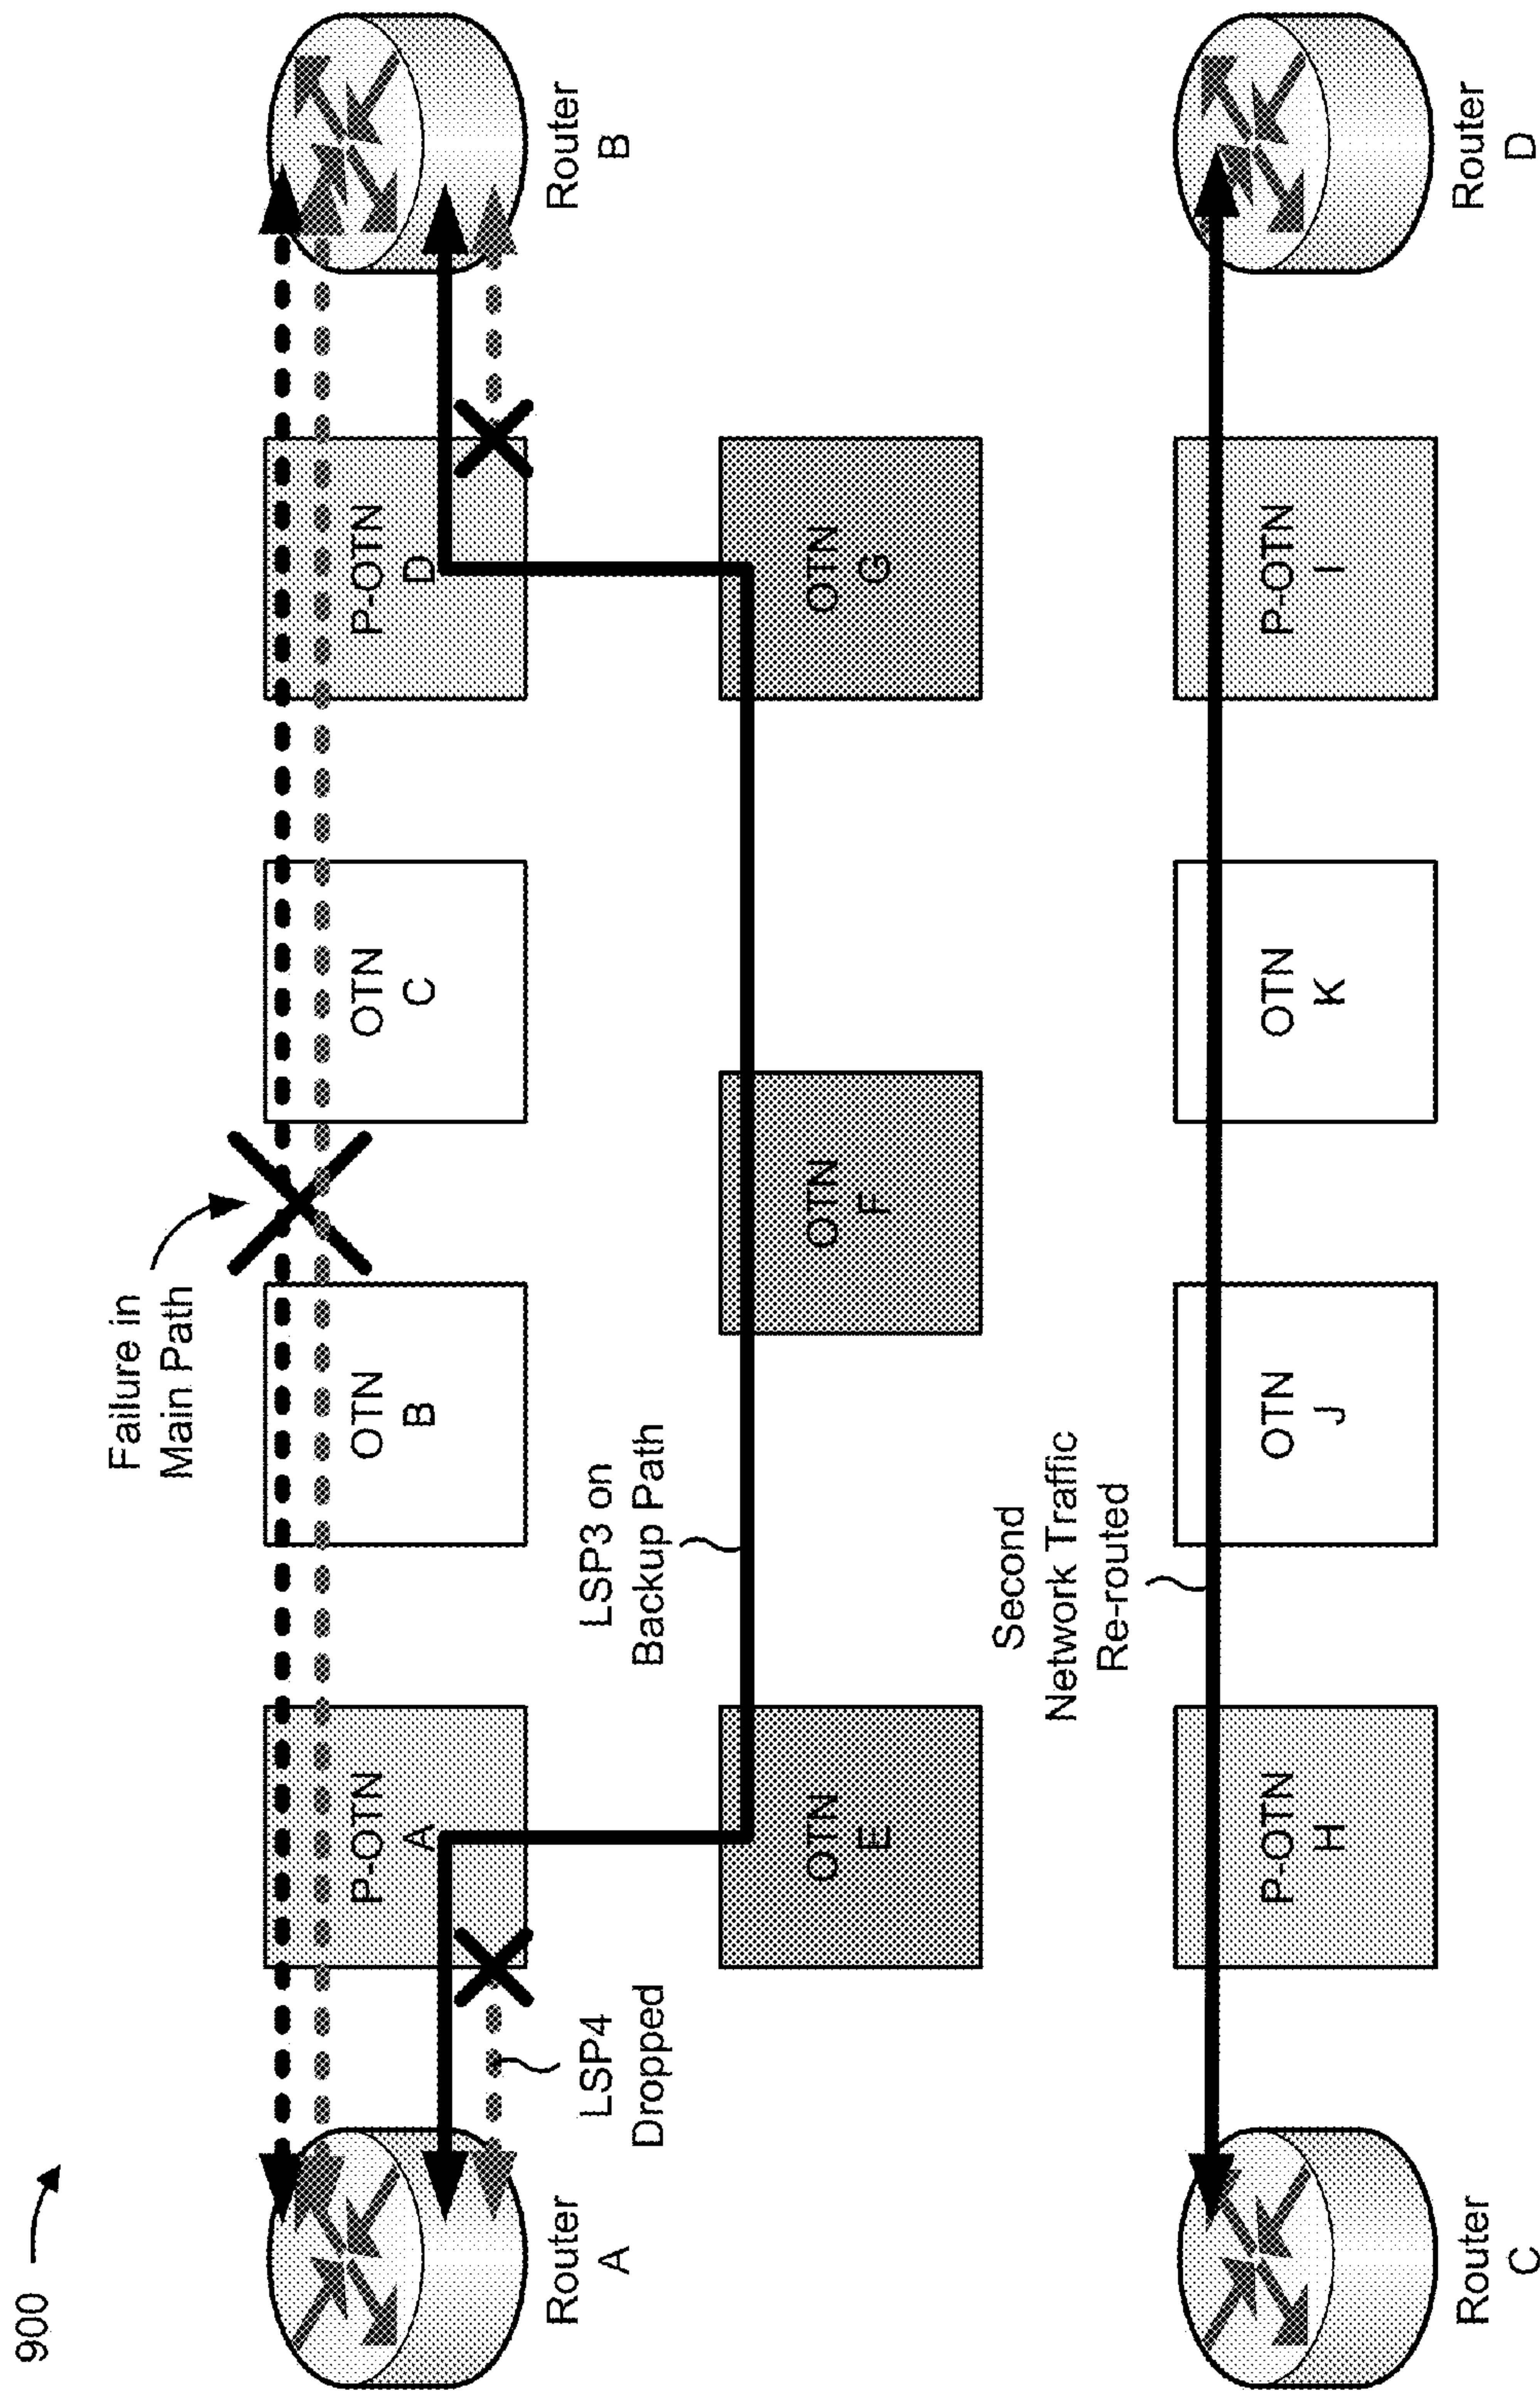 900
Failure in
Main Path
Router
A
P-OTN
A
OTN
B
OTN
C
P-OTN
D
Router
B
LSP4
Dropped
LSP3 on
Backup Path
OTN
E
OTN
F
OTN
G
Second
Network Traffic
Re-routed
Router
C
P-OTN
H
OTN
J
OTN
K
P-OTN
I
Router
D